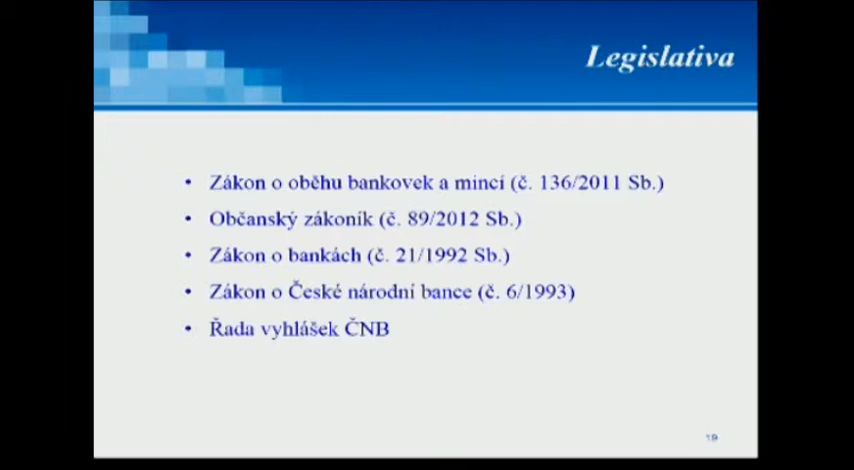 Legislativa
• Zákon o oběhu bankovek a mincí (č. 136/2011 Sb.)
• Občanský zákoník (č. 89/2012 Sb.)
• Zákon o bankách (č. 21/1992 Sb.)
• Zákon o České národní bance (č. 6/1993)
• Řada vyhlášek ČNB
19